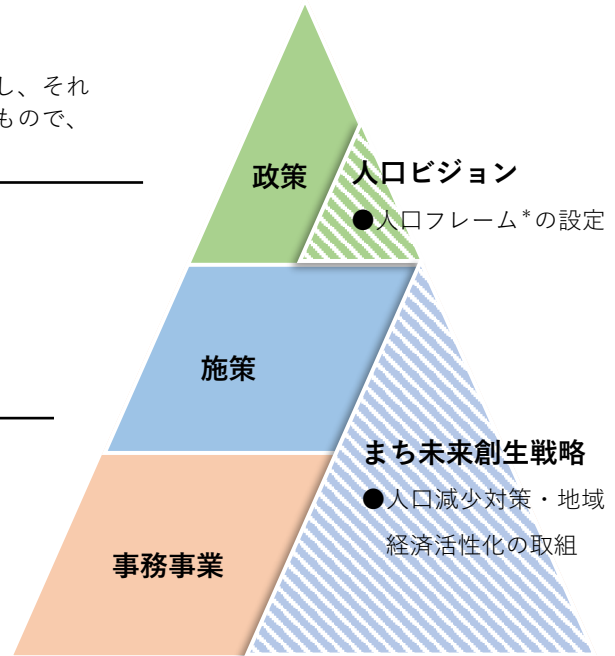 し、それ
もので、
政策
人口ビジョン
●人口フレーム*の設定
施策
まち未来創生戦略
●人口減少対策・地域
経済活性化の取組
事務事業